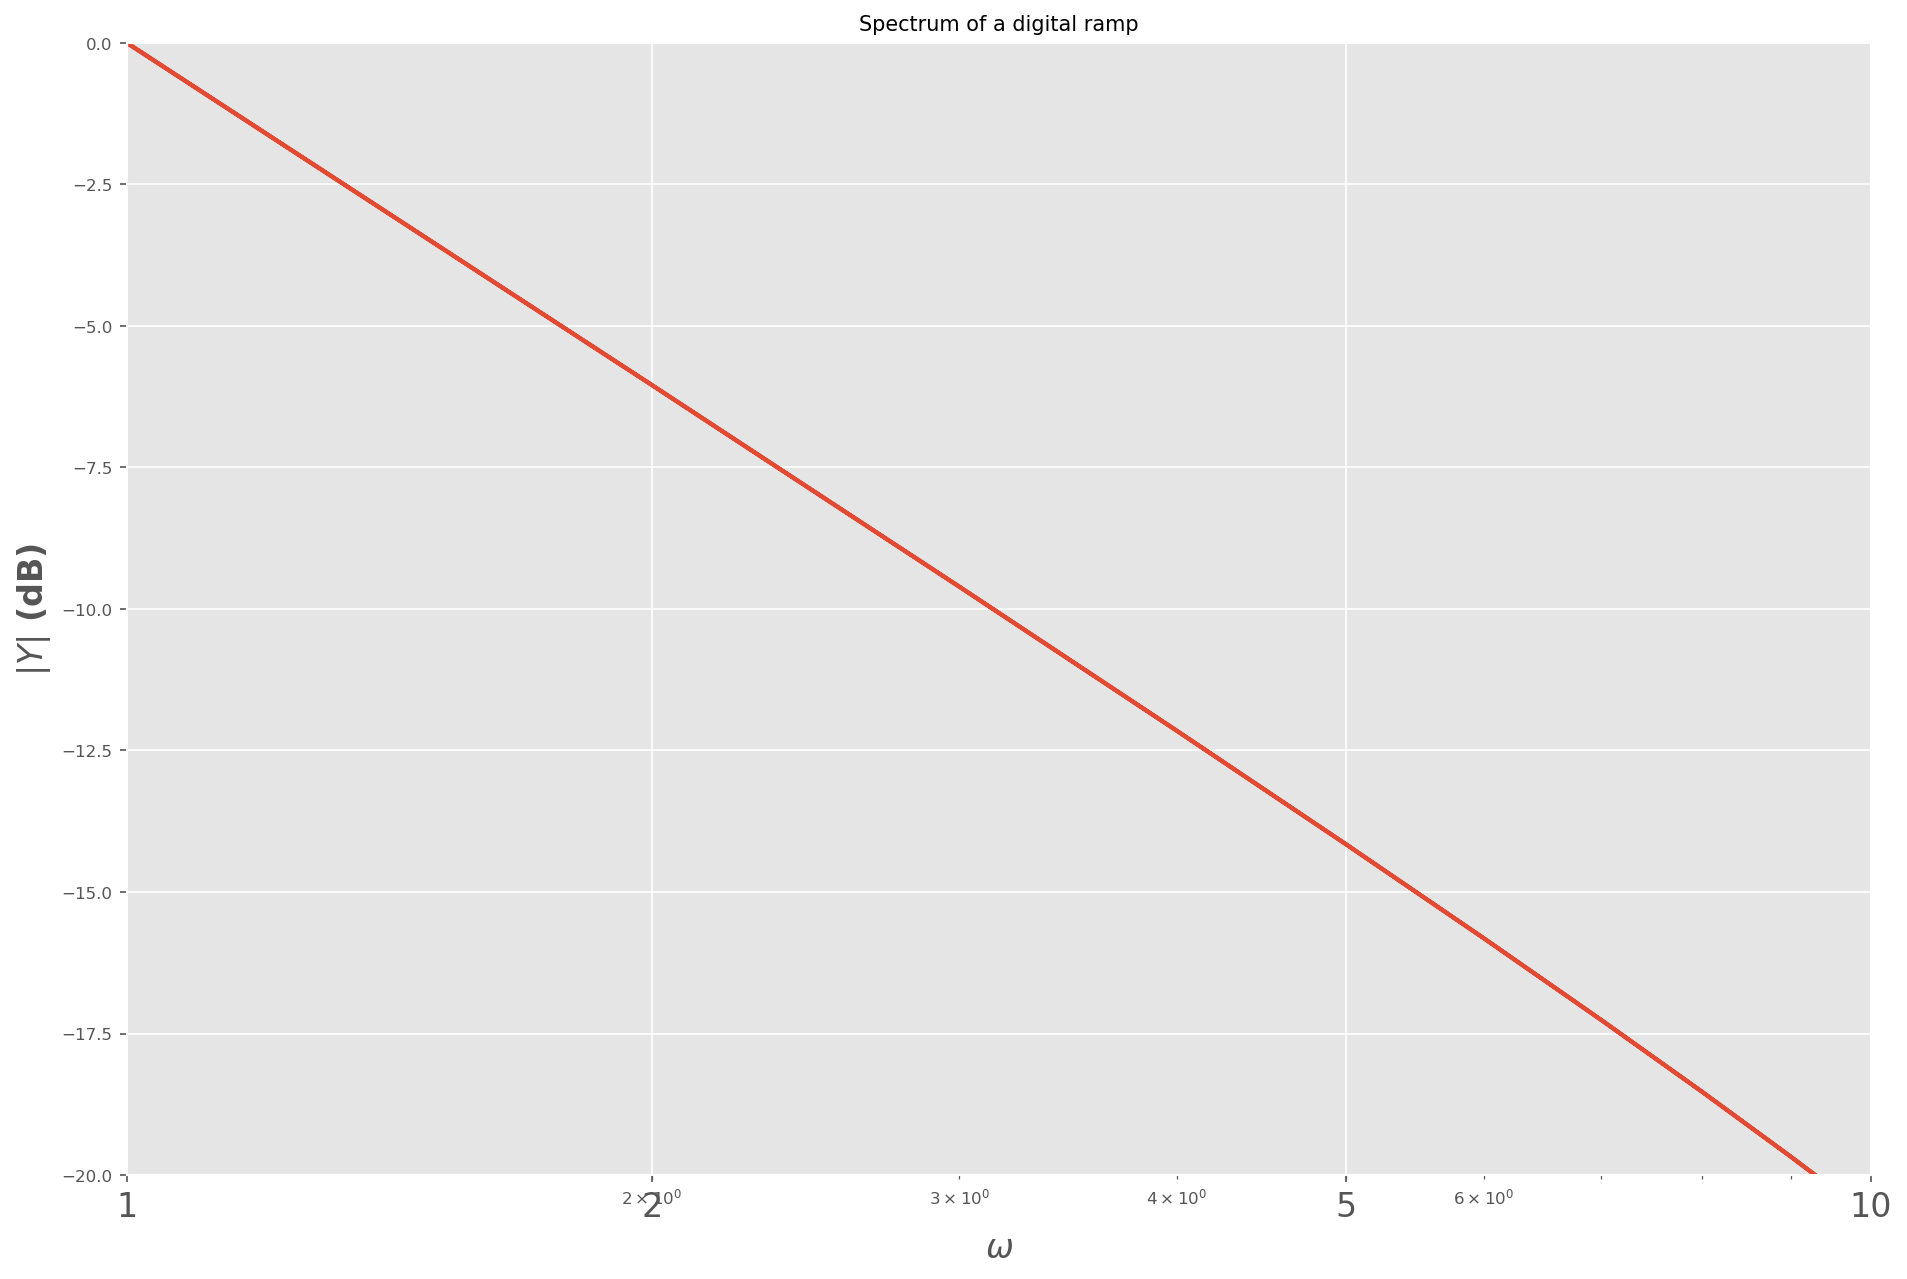 Spectrum of a digital ramp
0.0
−2.5
−5.0
−7.5
−10.0
−12.5
−15.0
−17.5
−20.0
|Y| (dB)
1
2 × 10⁰
2
3 × 10⁰
4 × 10⁰
5
6 × 10⁰
10
ω